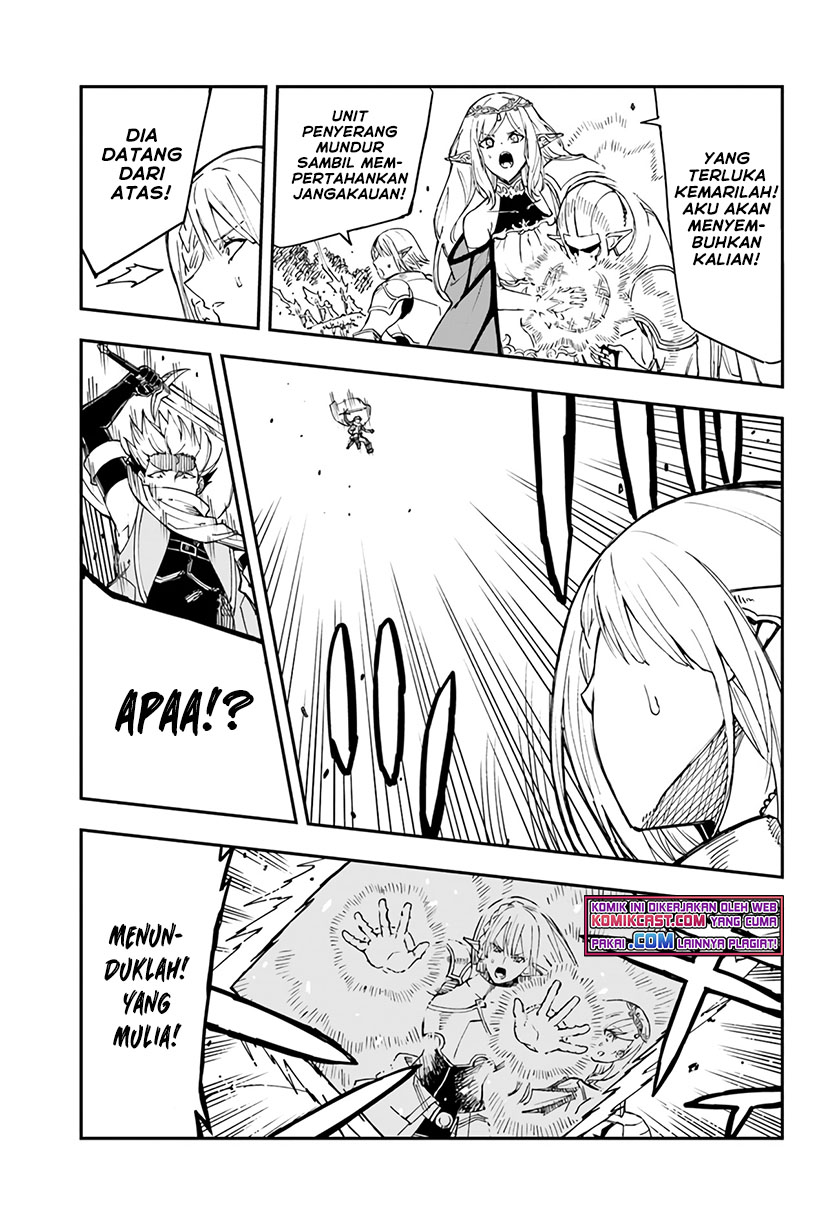 YANG
TERLUKA
KEMARILAH!
AKU AKAN
MENYEM-
BUHKAN
KALIAN!
UNIT
PENYERANG
MUNDUR
SAMBIL MEM-
PERTAHANKAN
JANGAKAUAN!
DIA
DATANG
DARI
ATAS!
APAA!?
MENUN-
DUKLAH!
YANG
MULIA!
KOMIK INI DIKERJAKAN OLEH WEB
KOMIKCAST.COM YANG CUMA
PAKAI .COM LAINNYA PLAGIAT!